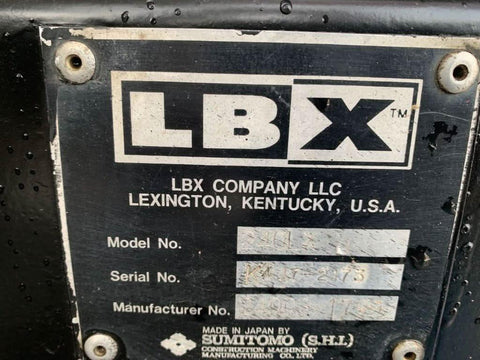 LBX™
LBX COMPANY LLC
LEXINGTON, KENTUCKY, U.S.A.
Model No.
Serial No.
Manufacturer No.
MADE IN JAPAN BY
SUMITOMO (S.H.I.)
CONSTRUCTION MACHINERY
MANUFACTURING CO., LTD.